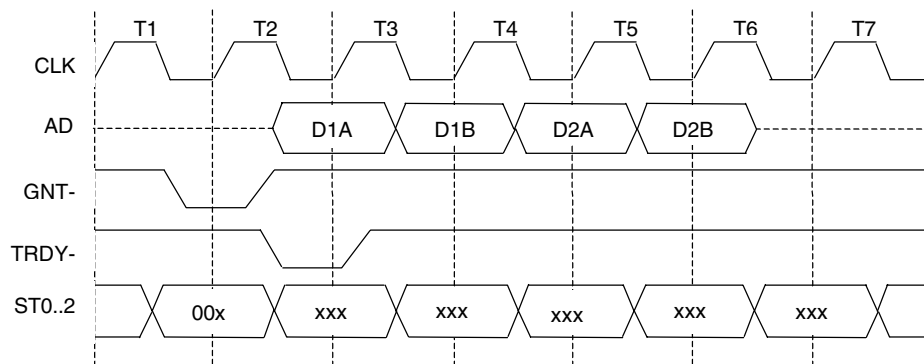 T1 T2 T3 T4 T5 T6 T7
CLK
AD D1A D1B D2A D2B
GNT-
TRDY-
ST0..2 00x xxx xxx xxx xxx xxx